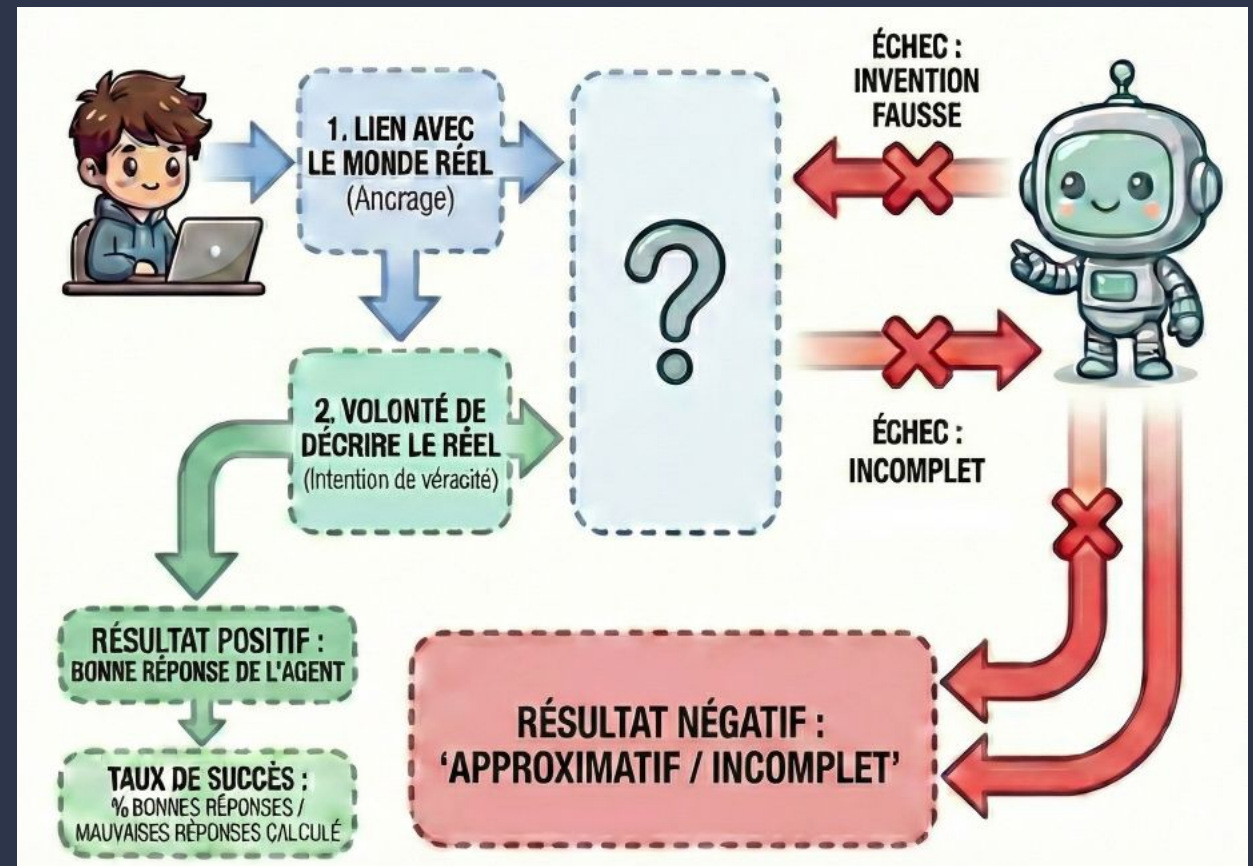 1. LIEN AVEC
LE MONDE RÉEL
(Ancrage)
?
ÉCHEC :
INVENTION
FAUSSE
2. VOLONTÉ DE
DÉCRIRE LE RÉEL
(Intention de véracité)
ÉCHEC :
INCOMPLET
RÉSULTAT POSITIF :
BONNE RÉPONSE DE L'AGENT
TAUX DE SUCCÈS :
% BONNES RÉPONSES /
MAUVAISES RÈPONSES CALCULÉ
RÉSULTAT NÉGATIF :
‘APPROXIMATIF / INCOMPLET’